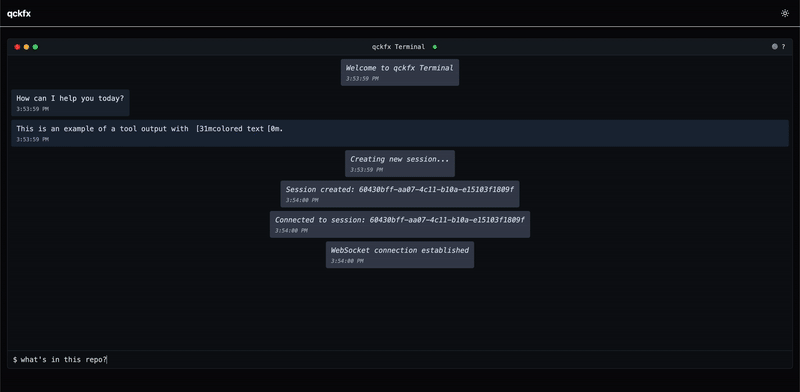 qckfx
qckfx Terminal
?
Welcome to qckfx Terminal
3:53:59 PM
How can I help you today?
3:53:59 PM
This is an example of a tool output with [31mcolored text[0m.
3:53:59 PM
Creating new session...
3:53:59 PM
Session created: 60430bff-aa07-4c11-b10a-e15103f1809f
3:54:00 PM
Connected to session: 60430bff-aa07-4c11-b10a-e15103f1809f
3:54:00 PM
WebSocket connection established
3:54:00 PM
$ what's in this repo?